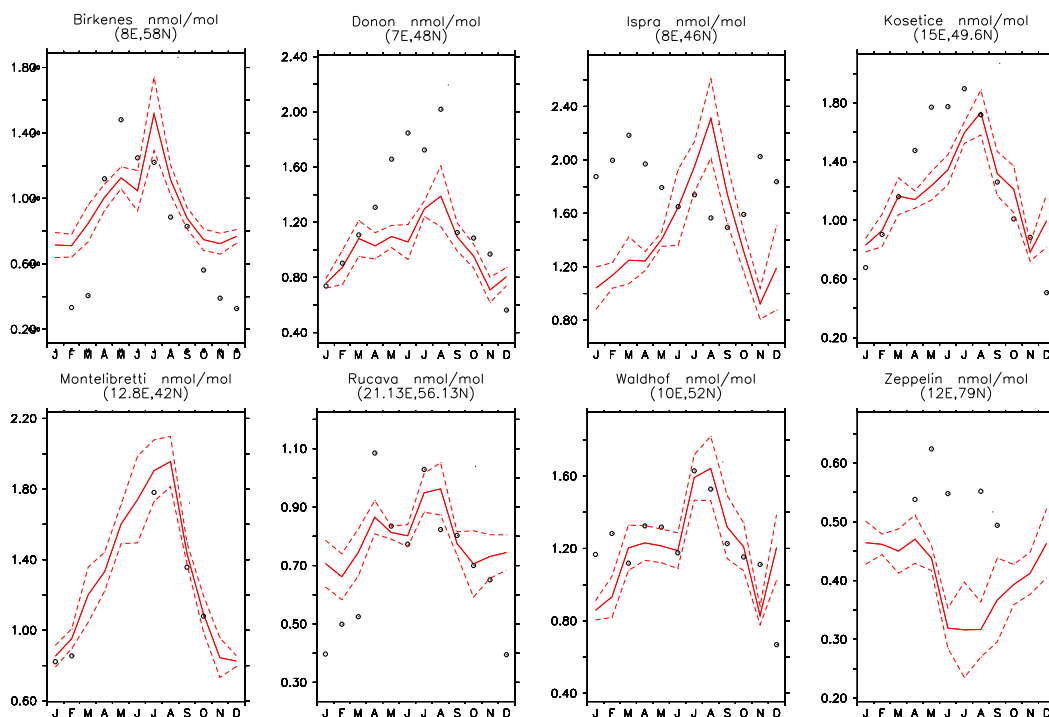 Birkenes nmol/mol
(8E,58N)
1.80
1.40
1.00
0.60
0.20
J F M A M J J A S O N D
Donon nmol/mol
(7E,48N)
2.40
2.00
1.60
1.20
0.80
0.40
J F M A M J J A S O N D
Ispra nmol/mol
(8E,46N)
2.40
2.00
1.60
1.20
0.80
J F M A M J J A S O N D
Kosetice nmol/mol
(15E,49.6N)
1.80
1.40
1.00
0.60
0.20
J F M A M J J A S O N D
Montelibretti nmol/mol
(12.8E,42N)
2.20
1.80
1.40
1.00
0.60
J F M A M J J A S O N D
Rucava nmol/mol
(21.13E,56.13N)
1.10
0.90
0.70
0.50
0.30
J F M A M J J A S O N D
Waldhof nmol/mol
(10E,52N)
1.60
1.20
0.80
0.40
J F M A M J J A S O N D
Zeppelin nmol/mol
(12E,79N)
0.60
0.50
0.40
0.30
0.20
J F M A M J J A S O N D